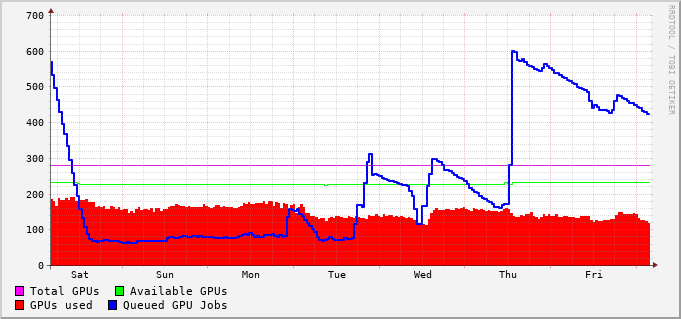 700
600
500
400
300
200
100
0
Sat Sun Mon Tue Wed Thu Fri
Total GPUs Available GPUs
GPUs used Queued GPU Jobs
RRDTOOL / TOBI OETIKER